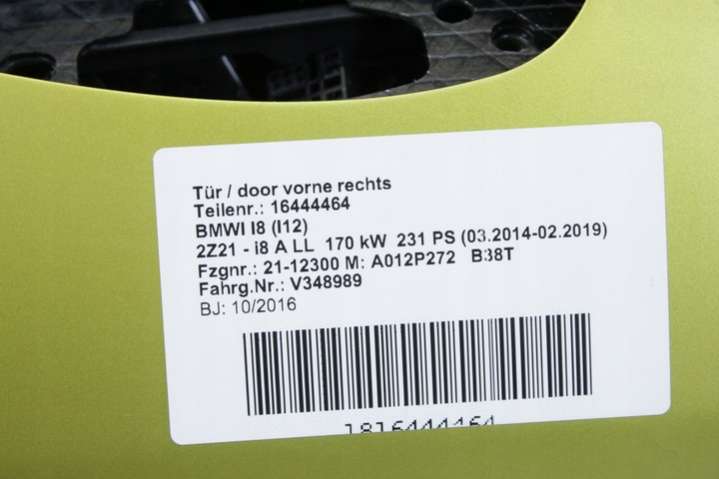 Tür / door vorne rechts
Teilenr.: 16444464
BMWI I8 (I12)
2Z21 - i8 A LL 170 kW 231 PS (03.2014-02.2019)
Fzgnr.: 21-12300 M: A012P272 B38T
Fahrg.Nr.: V348989
BJ: 10/2016
1816444464